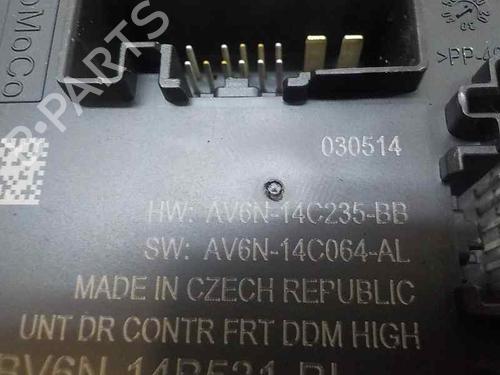 oMoCo
>PP-
030514
HW: AV6N-14C235-BB
SW: AV6N-14C064-AL
MADE IN CZECH REPUBLIC
UNT DR CONTR FRT DDM HIGH